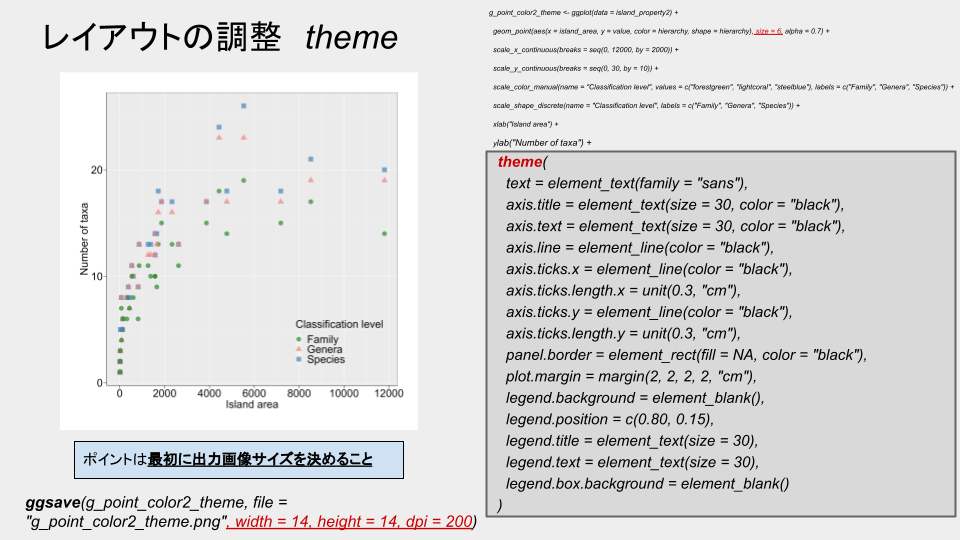 レイアウトの調整 theme
20
10
0
Number of taxa
0 2000 4000 6000 8000 10000 12000
Island area
Classification level
Family
Genera
Species
ポイントは最初に出力画像サイズを決めること
ggsave(g_point_color2_theme, file =
"g_point_color2_theme.png", width = 14, height = 14, dpi = 200)
g_point_color2_theme <- ggplot(data = island_property2) +
geom_point(aes(x = island_area, y = value, color = hierarchy, shape = hierarchy), size = 6, alpha = 0.7) +
scale_x_continuous(breaks = seq(0, 12000, by = 2000)) +
scale_y_continuous(breaks = seq(0, 30, by = 10)) +
scale_color_manual(name = "Classification level", values = c("forestgreen", "lightcoral", "steelblue"), labels = c("Family", "Genera", "Species")) +
scale_shape_discrete(name = "Classification level", labels = c("Family", "Genera", "Species")) +
xlab("Island area") +
ylab("Number of taxa") +
theme(
text = element_text(family = "sans"),
axis.title = element_text(size = 30, color = "black"),
axis.text = element_text(size = 30, color = "black"),
axis.line = element_line(color = "black"),
axis.ticks.x = element_line(color = "black"),
axis.ticks.length.x = unit(0.3, "cm"),
axis.ticks.y = element_line(color = "black"),
axis.ticks.length.y = unit(0.3, "cm"),
panel.border = element_rect(fill = NA, color = "black"),
plot.margin = margin(2, 2, 2, 2, "cm"),
legend.background = element_blank(),
legend.position = c(0.80, 0.15),
legend.title = element_text(size = 30),
legend.text = element_text(size = 30),
legend.box.background = element_blank()
)